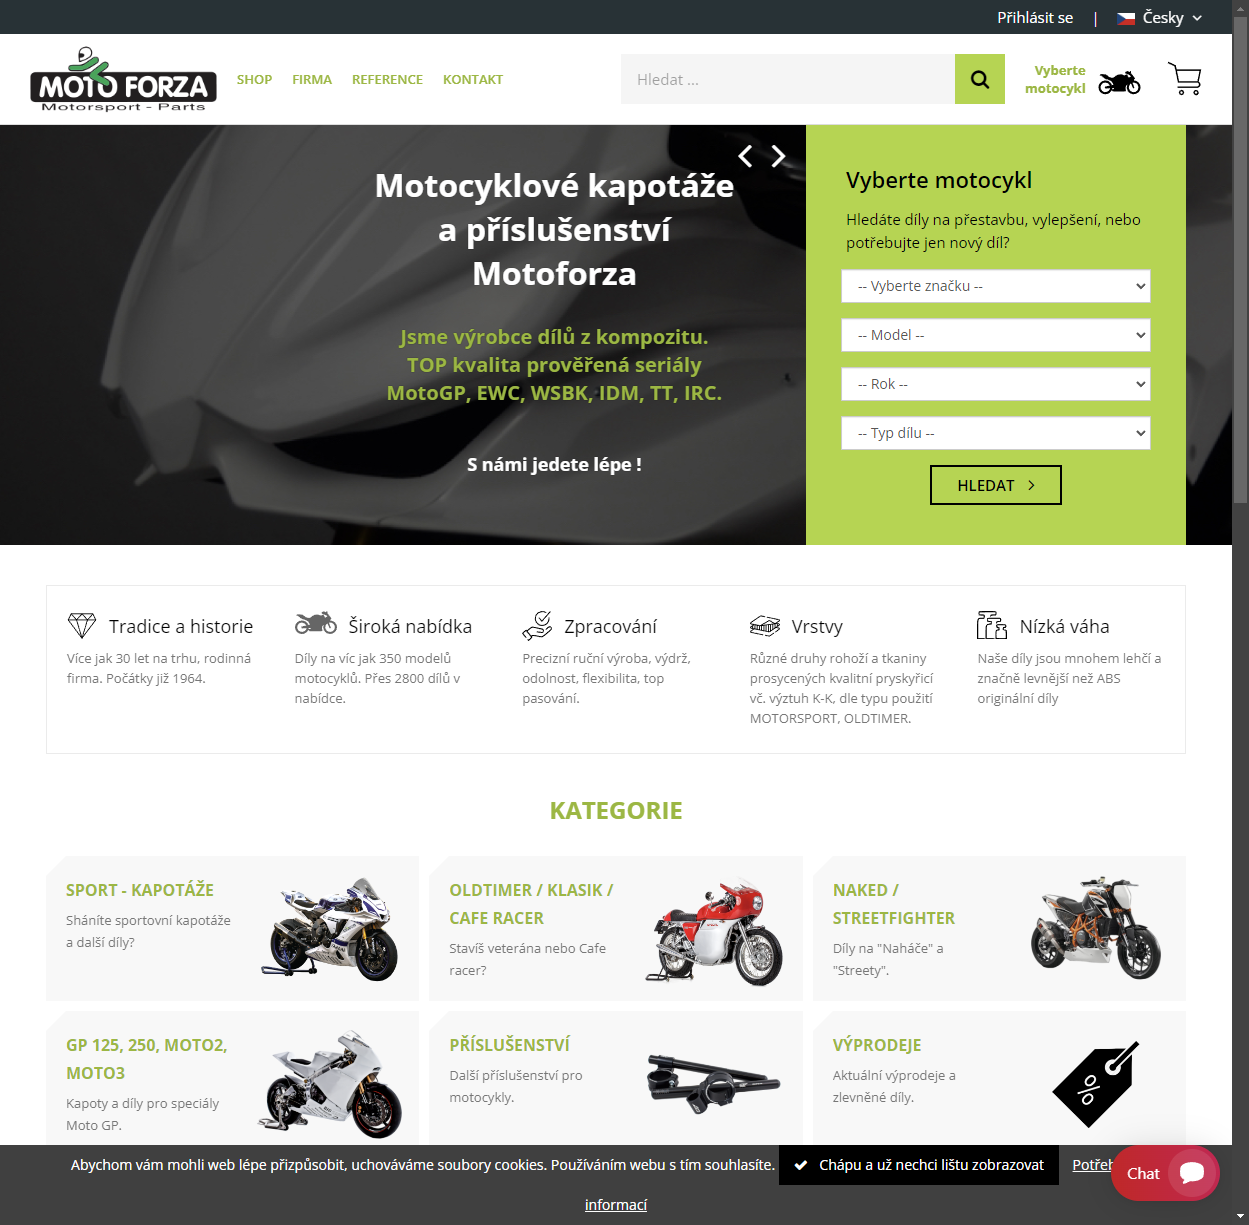 Přihlásit se | Česky
MOTO FORZA
Motorsport - Parts
SHOP FIRMA REFERENCE KONTAKT
Hledat ...
Vyberte
motocykl
Motocyklové kapotáže
a příslušenství
Motoforza
Jsme výrobce dílů z kompozitu.
TOP kvalita prověřená seriály
MotoGP, EWC, WSBK, IDM, TT, IRC.
S námi jedete lépe !
Vyberte motocykl
Hledáte díly na přestavbu, vylepšení, nebo
potřebujte jen nový díl?
-- Vyberte značku --
-- Model --
-- Rok --
-- Typ dílu --
HLEDAT
Tradice a historie
Více jak 30 let na trhu, rodinná
firma. Počátky již 1964.
Široká nabídka
Díly na víc jak 350 modelů
motocyklů. Přes 2800 dílů v
nabídce.
Zpracování
Precizní ruční výroba, výdrž,
odolnost, flexibilita, top
pasování.
Vrstvy
Různé druhy rohoží a tkaniny
prosycených kvalitní pryskyřicí
vč. výztuh K-K, dle typu použití
MOTORSPORT, OLDTIMER.
Nízká váha
Naše díly jsou mnohem lehčí a
značně levnější než ABS
originální díly
KATEGORIE
SPORT - KAPOTÁŽE
Sháníte sportovní kapotáže
a další díly?
OLDTIMER / KLASIK /
CAFE RACER
Stavíš veterána nebo Cafe
racer?
NAKED /
STREETFIGHTER
Díly na "Naháče" a
"Streety".
GP 125, 250, MOTO2,
MOTO3
Kapoty a díly pro speciály
Moto GP.
PŘÍSLUŠENSTVÍ
Další příslušenství pro
motocykly.
VÝPRODEJE
Aktuální výprodeje a
zlevněné díly.
%
Abychom vám mohli web lépe přizpůsobit, uchováváme soubory cookies. Používáním webu s tím souhlasíte. Chápu a už nechci lištu zobrazovat
informací
Chat